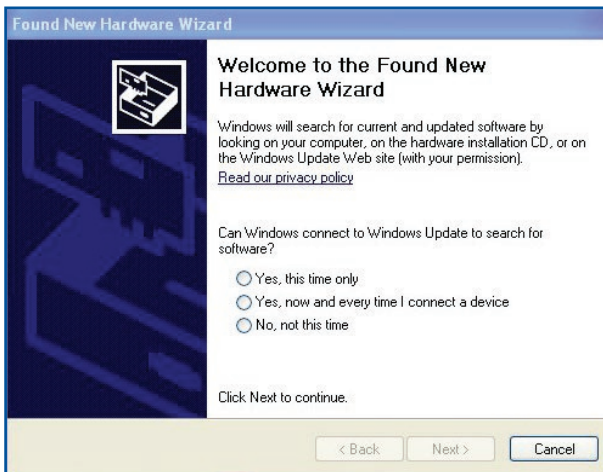 Found New Hardware Wizard
Welcome to the Found New
Hardware Wizard
Windows will search for current and updated software by
looking on your computer, on the hardware installation CD, or on
the Windows Update Web site (with your permission).
Read our privacy policy
Can Windows connect to Windows Update to search for
software?
Yes, this time only
Yes, now and every time I connect a device
No, not this time
Click Next to continue.
< Back
Next >
Cancel